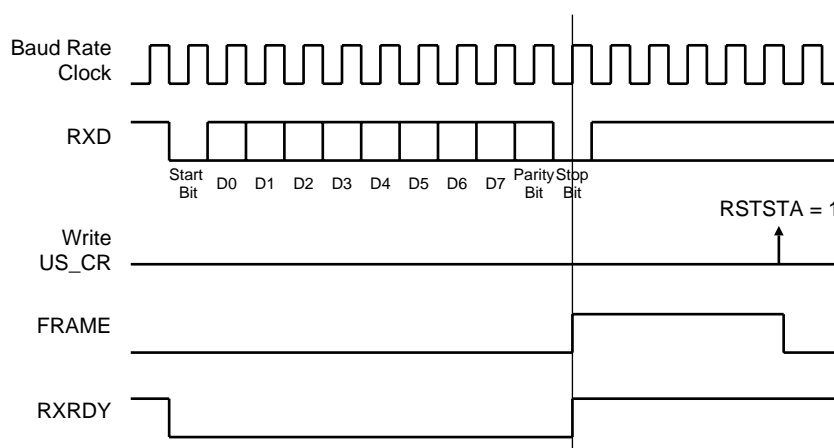 Baud Rate
Clock
RXD
Start
Bit
D0 D1 D2 D3 D4 D5 D6 D7
Parity
Bit
Stop
Bit
RSTSTA = 1
Write
US_CR
FRAME
RXRDY